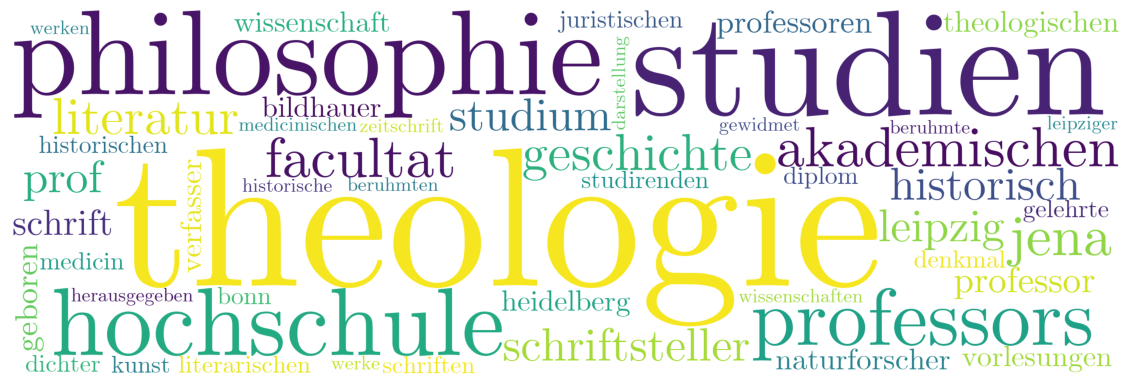 werken
wissenschaft
juristischen
professoren
theologischen
philosophie
studien
literatur
bildhauer
medicinischen
zeitschrift
studium
darstellung
gewidmet
beruhmte
leipziger
historischen
facultat
geschichte
akademischen
prof
verfasser
historische
beruhmten
studirenden
diplom
historisch
schrift
theologie
gelehrte
leipzig
jena
geboren
medicin
denkmal
professor
herausgegeben
bonn
heidelberg
wissenschaften
hochschule
professors
schriftsteller
naturforscher
vorlesungen
dichter
kunst
literarischen
werke
schriften